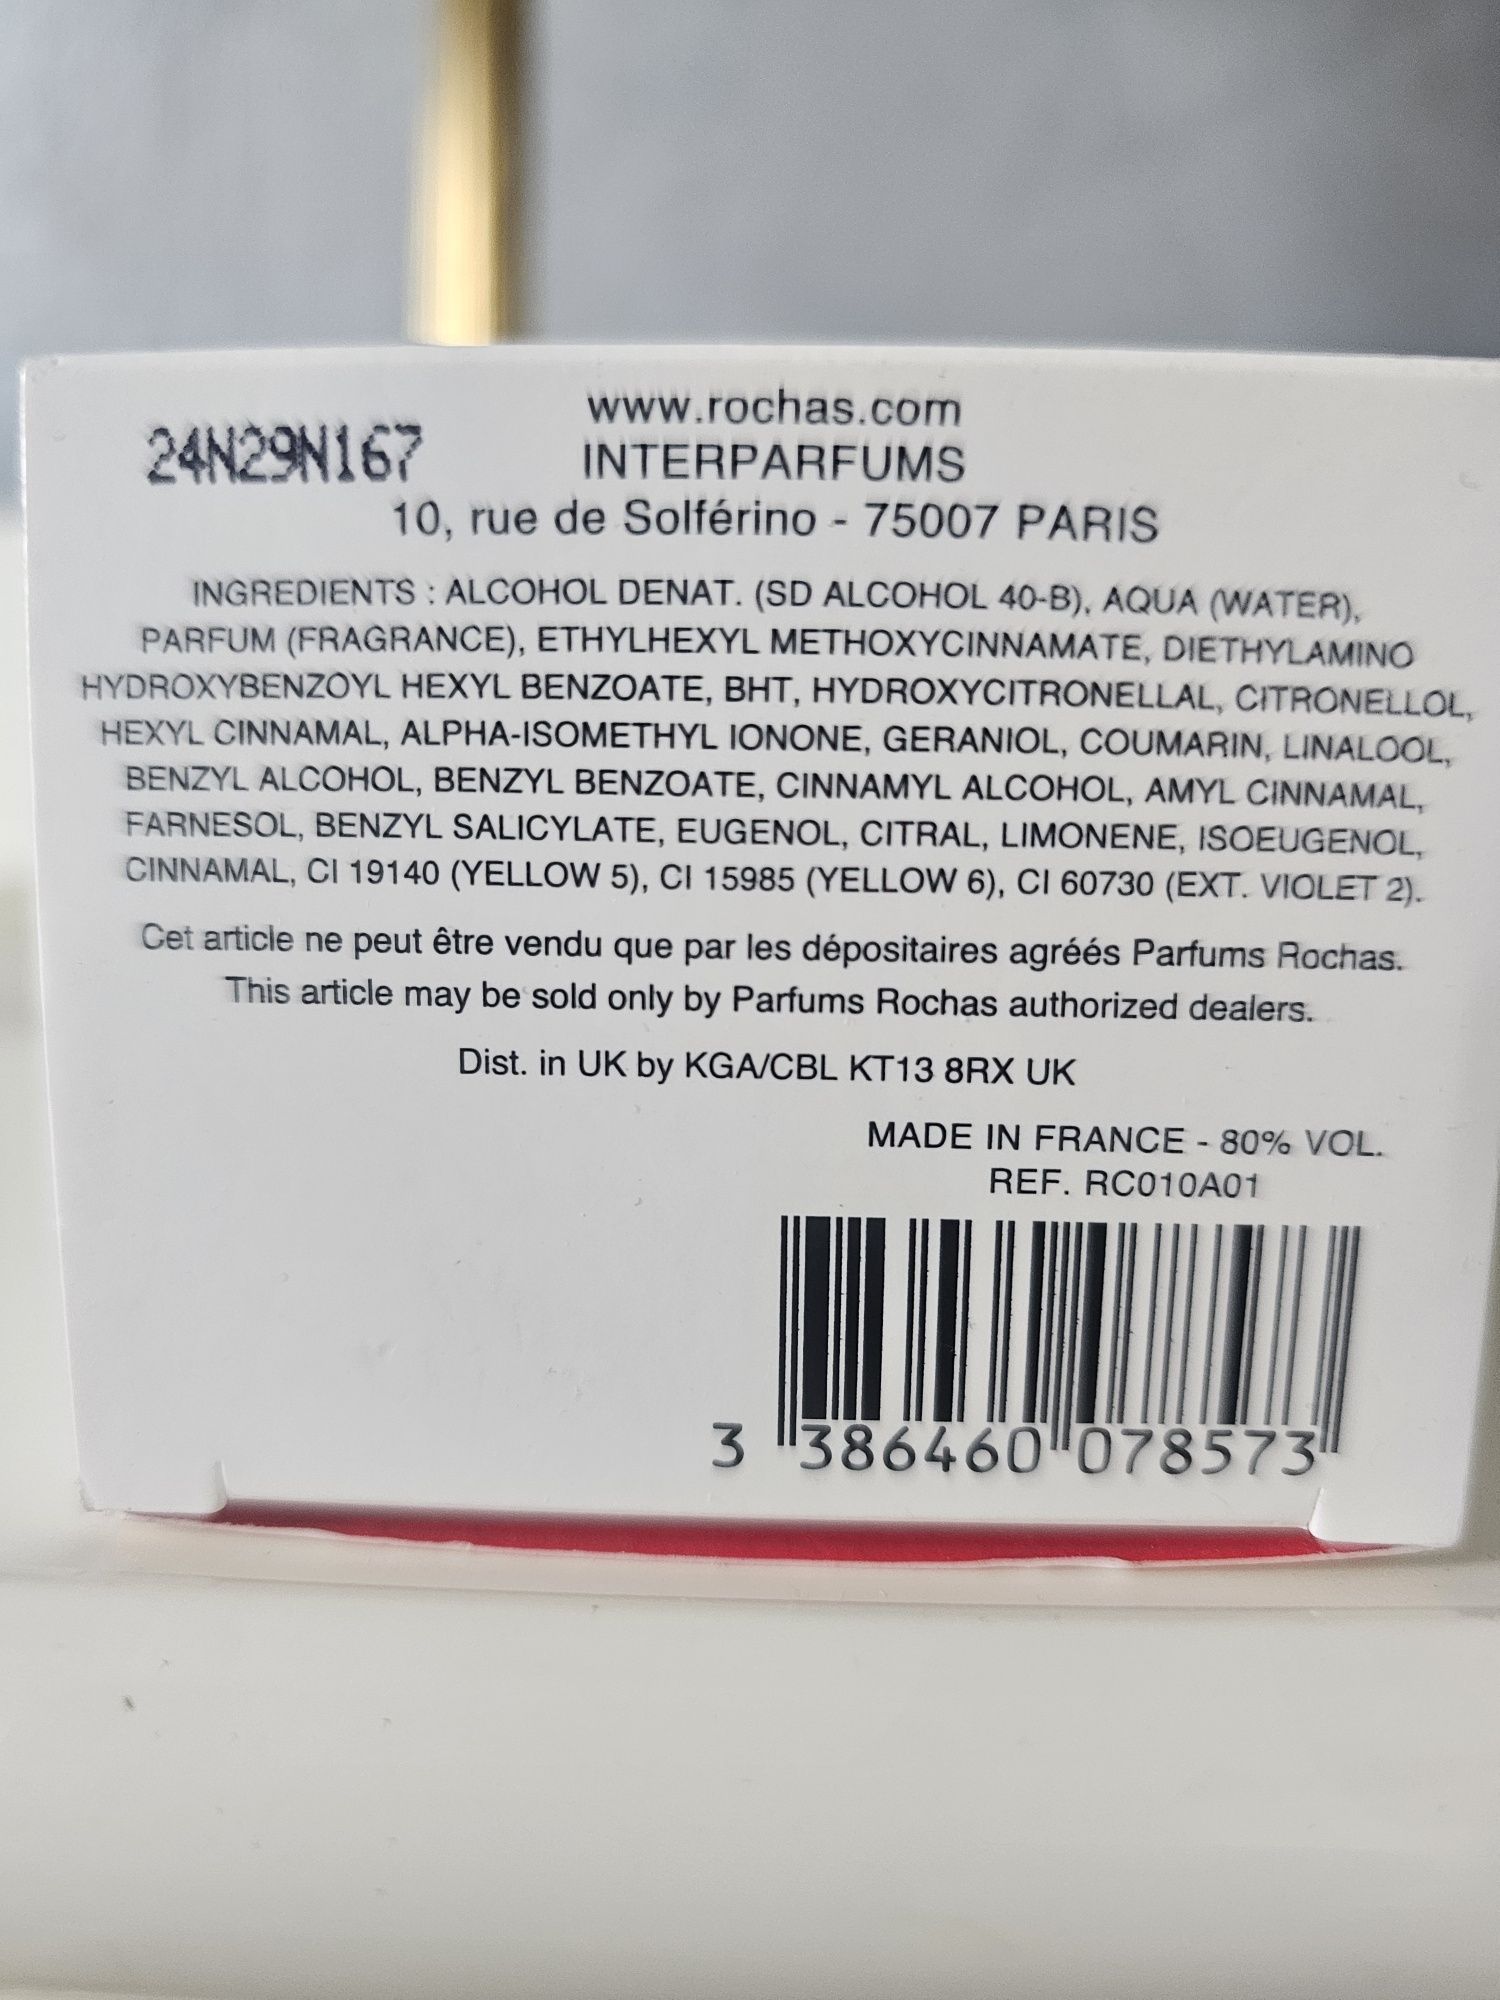 www.rochas.com
24N29N167
INTERPARFUMS
10, rue de Solférino - 75007 PARIS
INGREDIENTS : ALCOHOL DENAT. (SD ALCOHOL 40-B), AQUA (WATER),
PARFUM (FRAGRANCE), ETHYLHEXYL METHOXYCINNAMATE, DIETHYLAMINO
HYDROXYBENZOYL HEXYL BENZOATE, BHT, HYDROXYCITRONELLAL, CITRONELLOL,
HEXYL CINNAMAL, ALPHA-ISOMETHYL IONONE, GERANIOL, COUMARIN, LINALOOL,
BENZYL ALCOHOL, BENZYL BENZOATE, CINNAMYL ALCOHOL, AMYL CINNAMAL,
FARNESOL, BENZYL SALICYLATE, EUGENOL, CITRAL, LIMONENE, ISOEUGENOL,
CINNAMAL, CI 19140 (YELLOW 5), CI 15985 (YELLOW 6), CI 60730 (EXT. VIOLET 2).
Cet article ne peut être vendu que par les dépositaires agréés Parfums Rochas.
This article may be sold only by Parfums Rochas authorized dealers.
Dist. in UK by KGA/CBL KT13 8RX UK
MADE IN FRANCE - 80% VOL.
REF. RC010A01
3 386460 078573